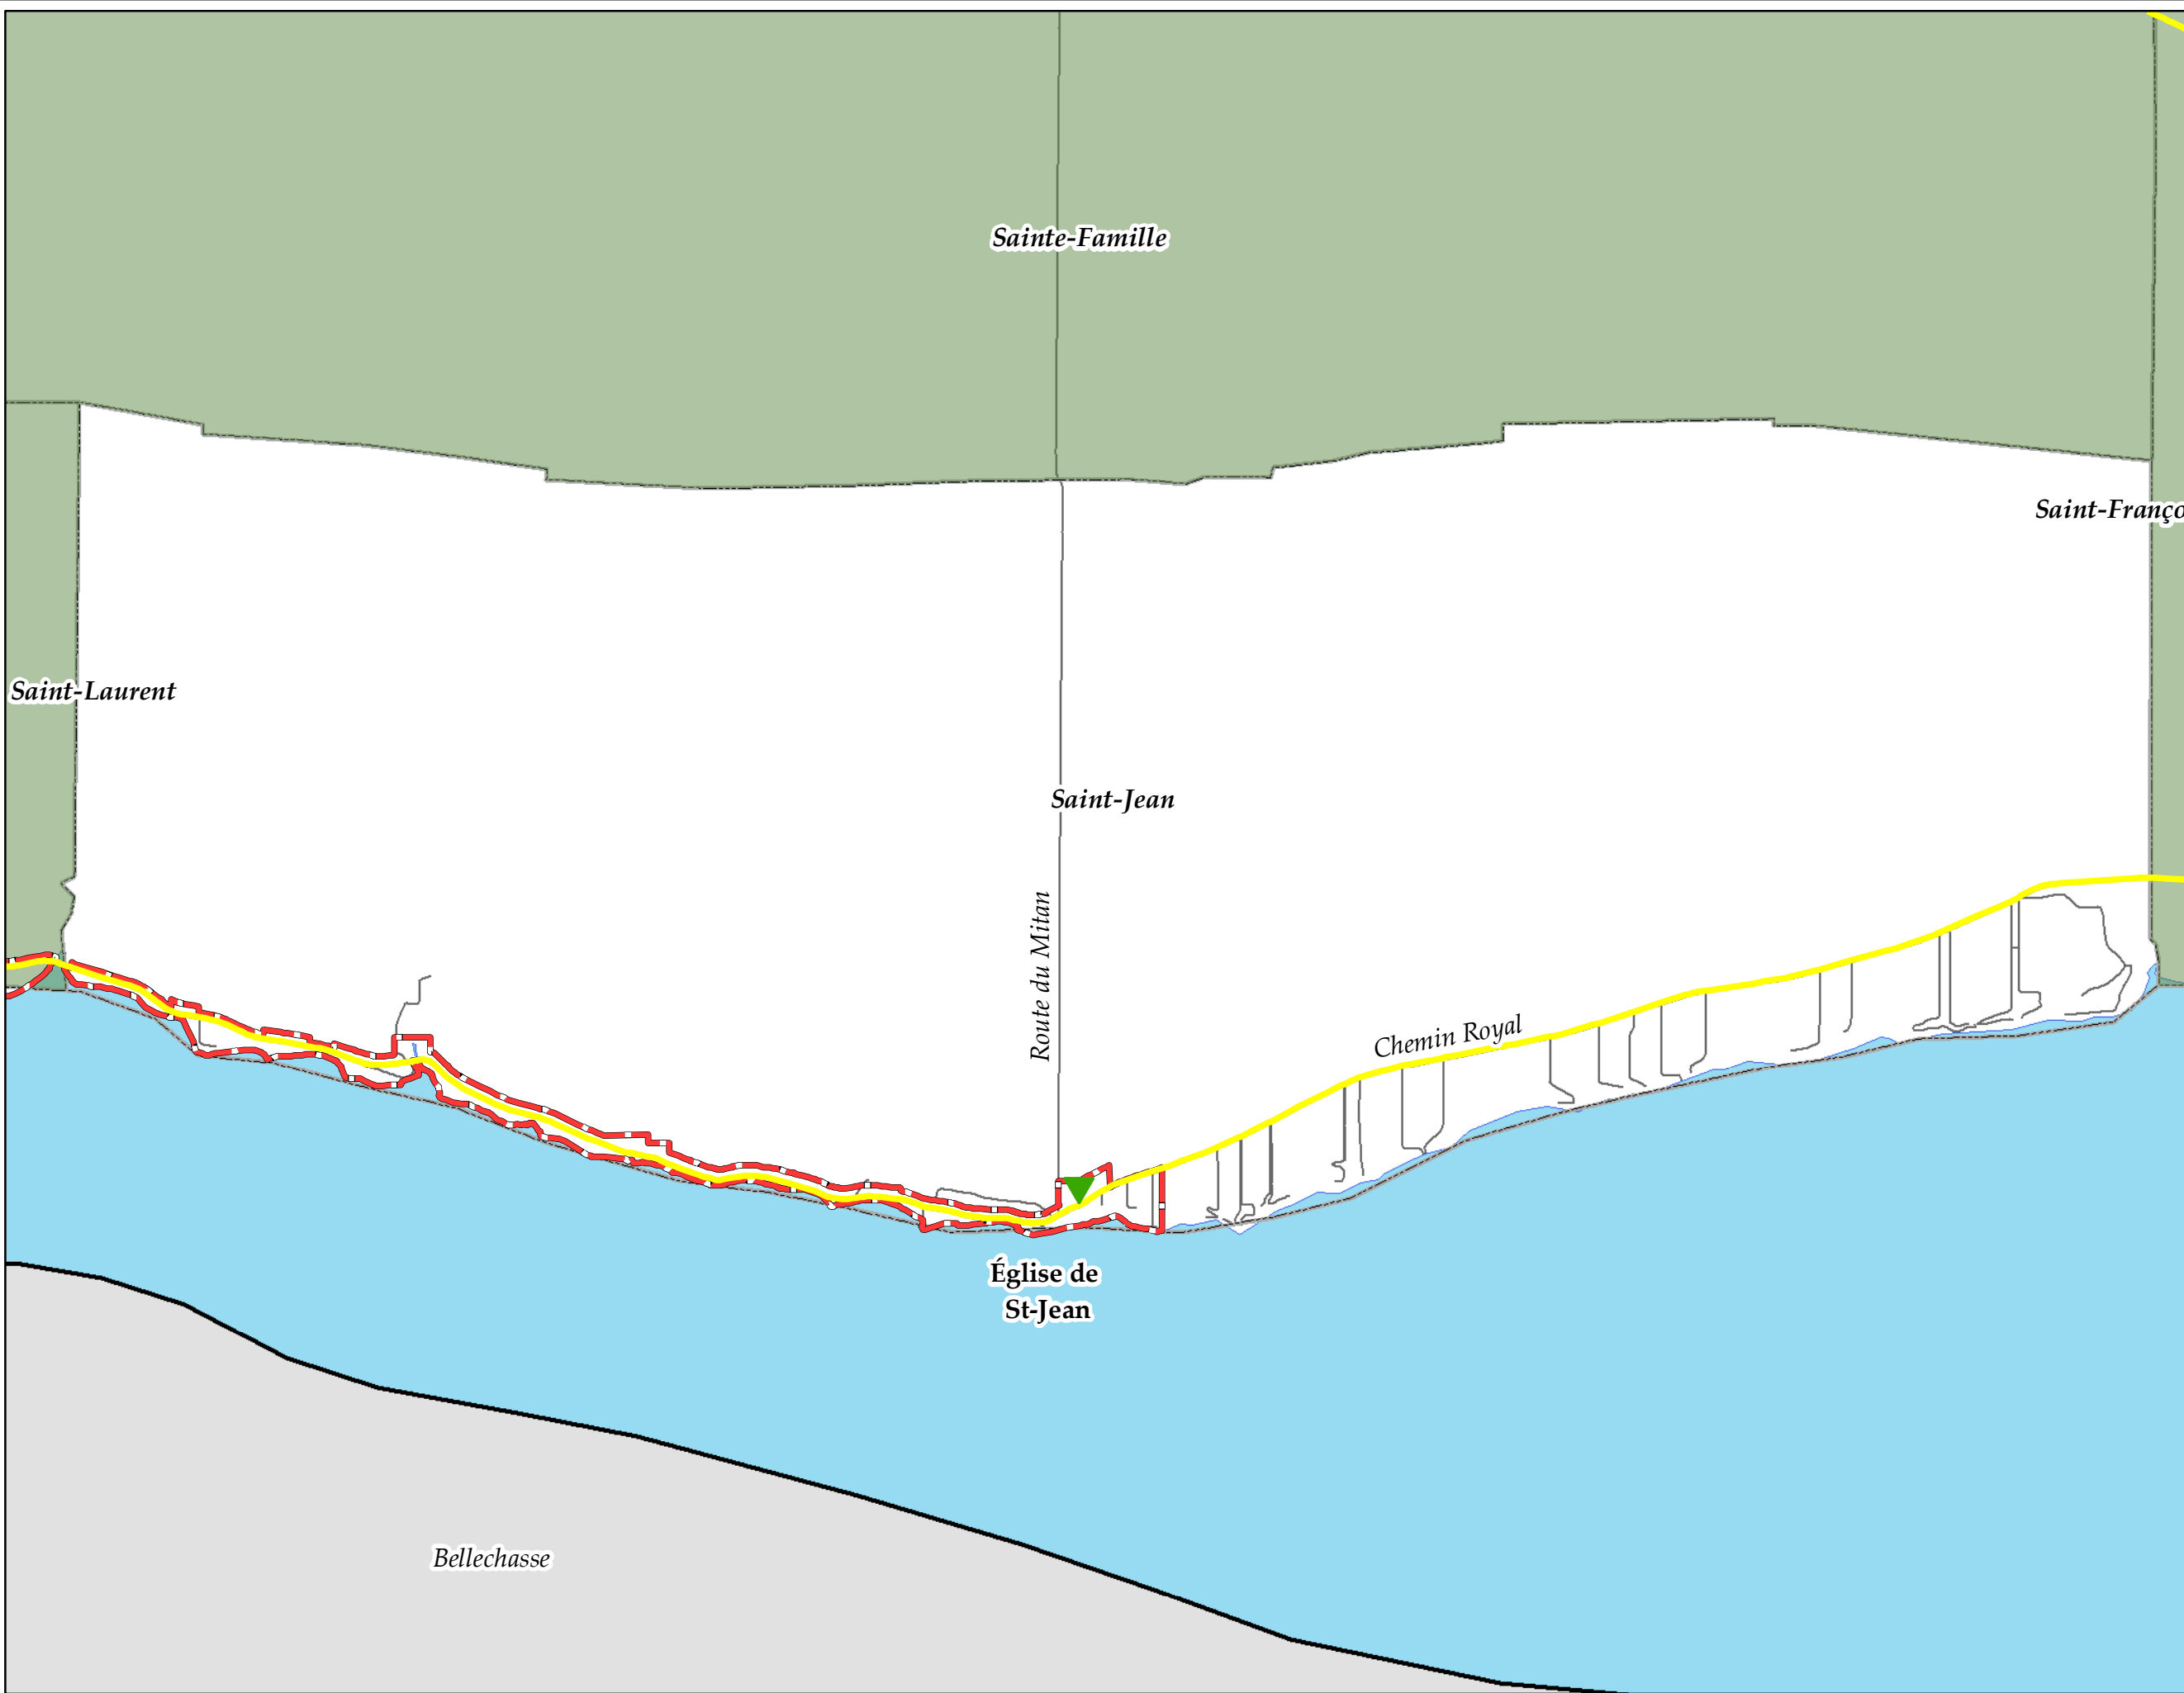 Sainte-Famille
Saint-Franço
Saint-Laurent
Saint-Jean
Route du Mitan
Chemin Royal
Église de
St-Jean
Bellechasse